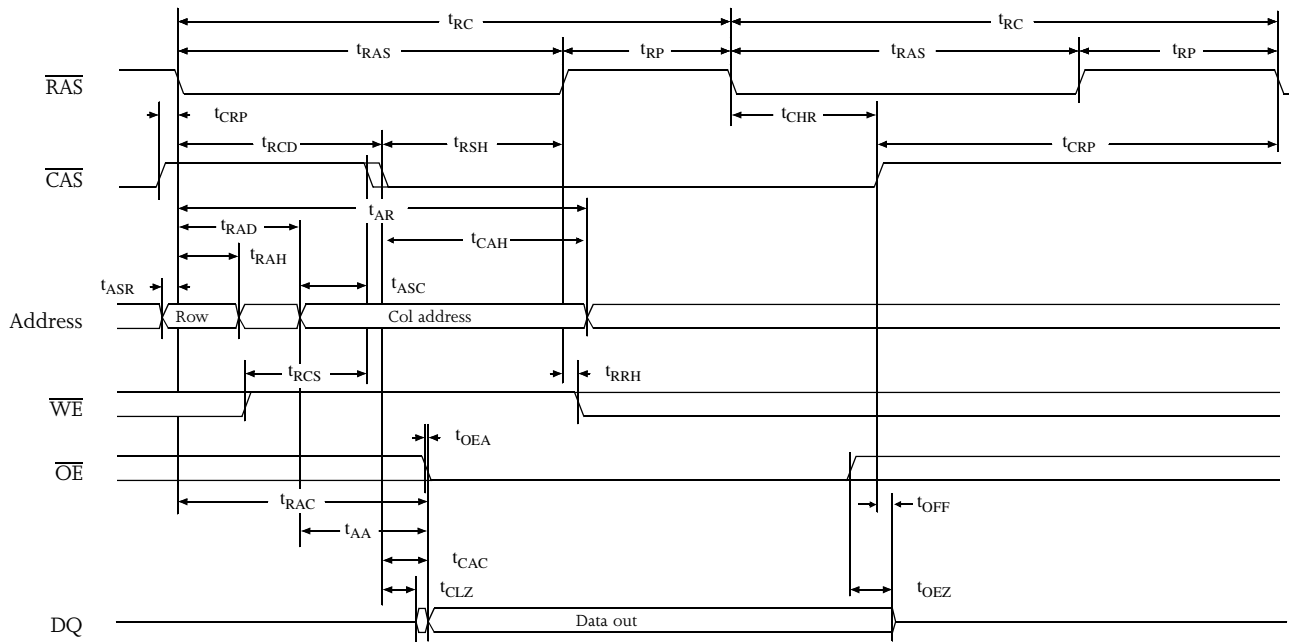 tRC tRC
tRAS tRP tRAS tRP
RAS
tCRP tCHR
tRCD tRSH tCRP
CAS
tAR
tRAD
tCAH
tRAH
tASR tASC
Address Row Col address
tRCS tRRH
WE
tOEA
OE
tRAC tOFF
tAA
tCAC
tCLZ tOEZ
DQ Data out